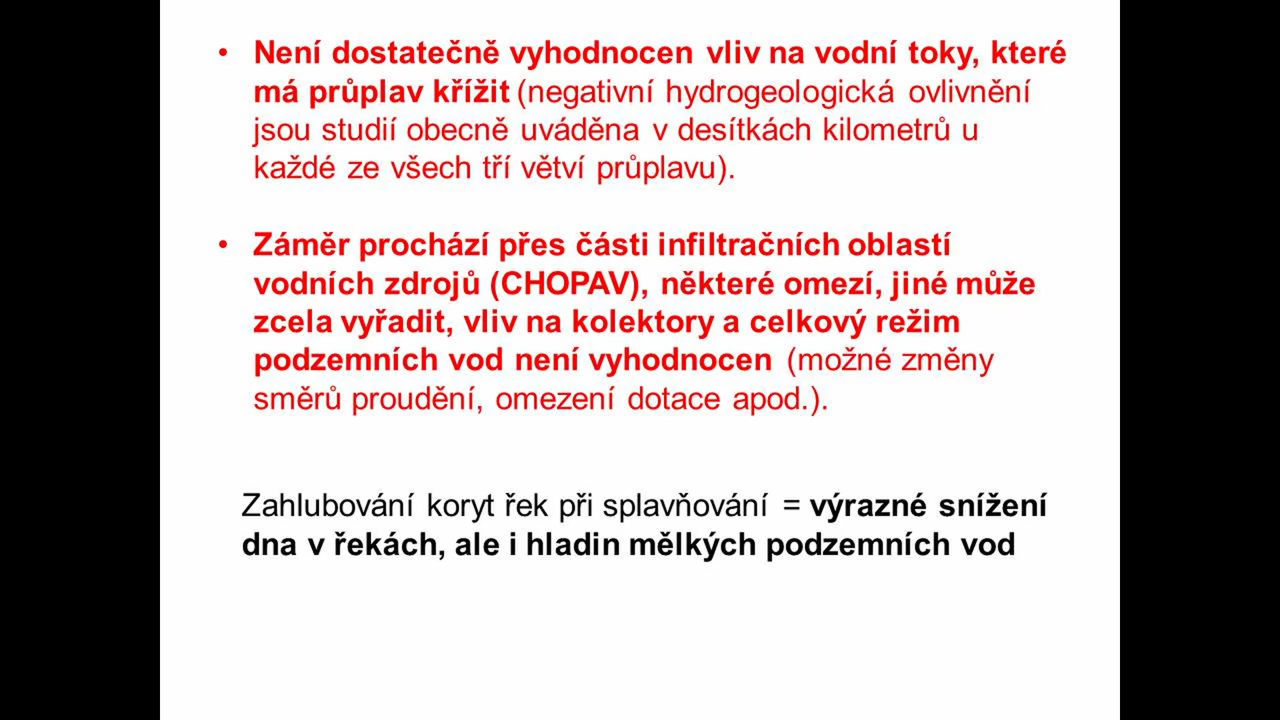 • Není dostatečně vyhodnocen vliv na vodní toky, které
má průplav křížit (negativní hydrogeologická ovlivnění
jsou studií obecně uváděna v desítkách kilometrů u
každé ze všech tří větví průplavu).
• Záměr prochází přes části infiltračních oblastí
vodních zdrojů (CHOPAV), některé omezí, jiné může
zcela vyřadit, vliv na kolektory a celkový režim
podzemních vod není vyhodnocen (možné změny
směrů proudění, omezení dotace apod.).
Zahlubování koryt řek při splavňování = výrazné snížení
dna v řekách, ale i hladin mělkých podzemních vod